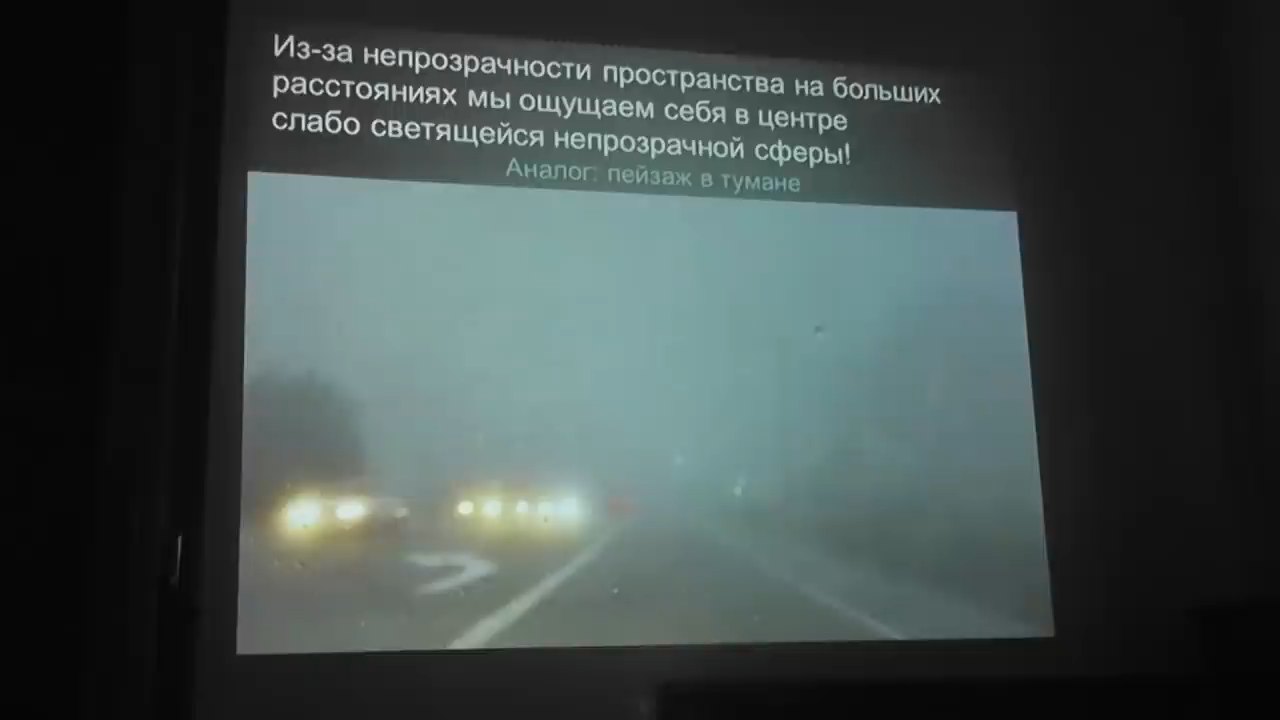 Из-за непрозрачности пространства на больших
расстояниях мы ощущаем себя в центре
слабо светящейся непрозрачной сферы!
Аналог: пейзаж в тумане